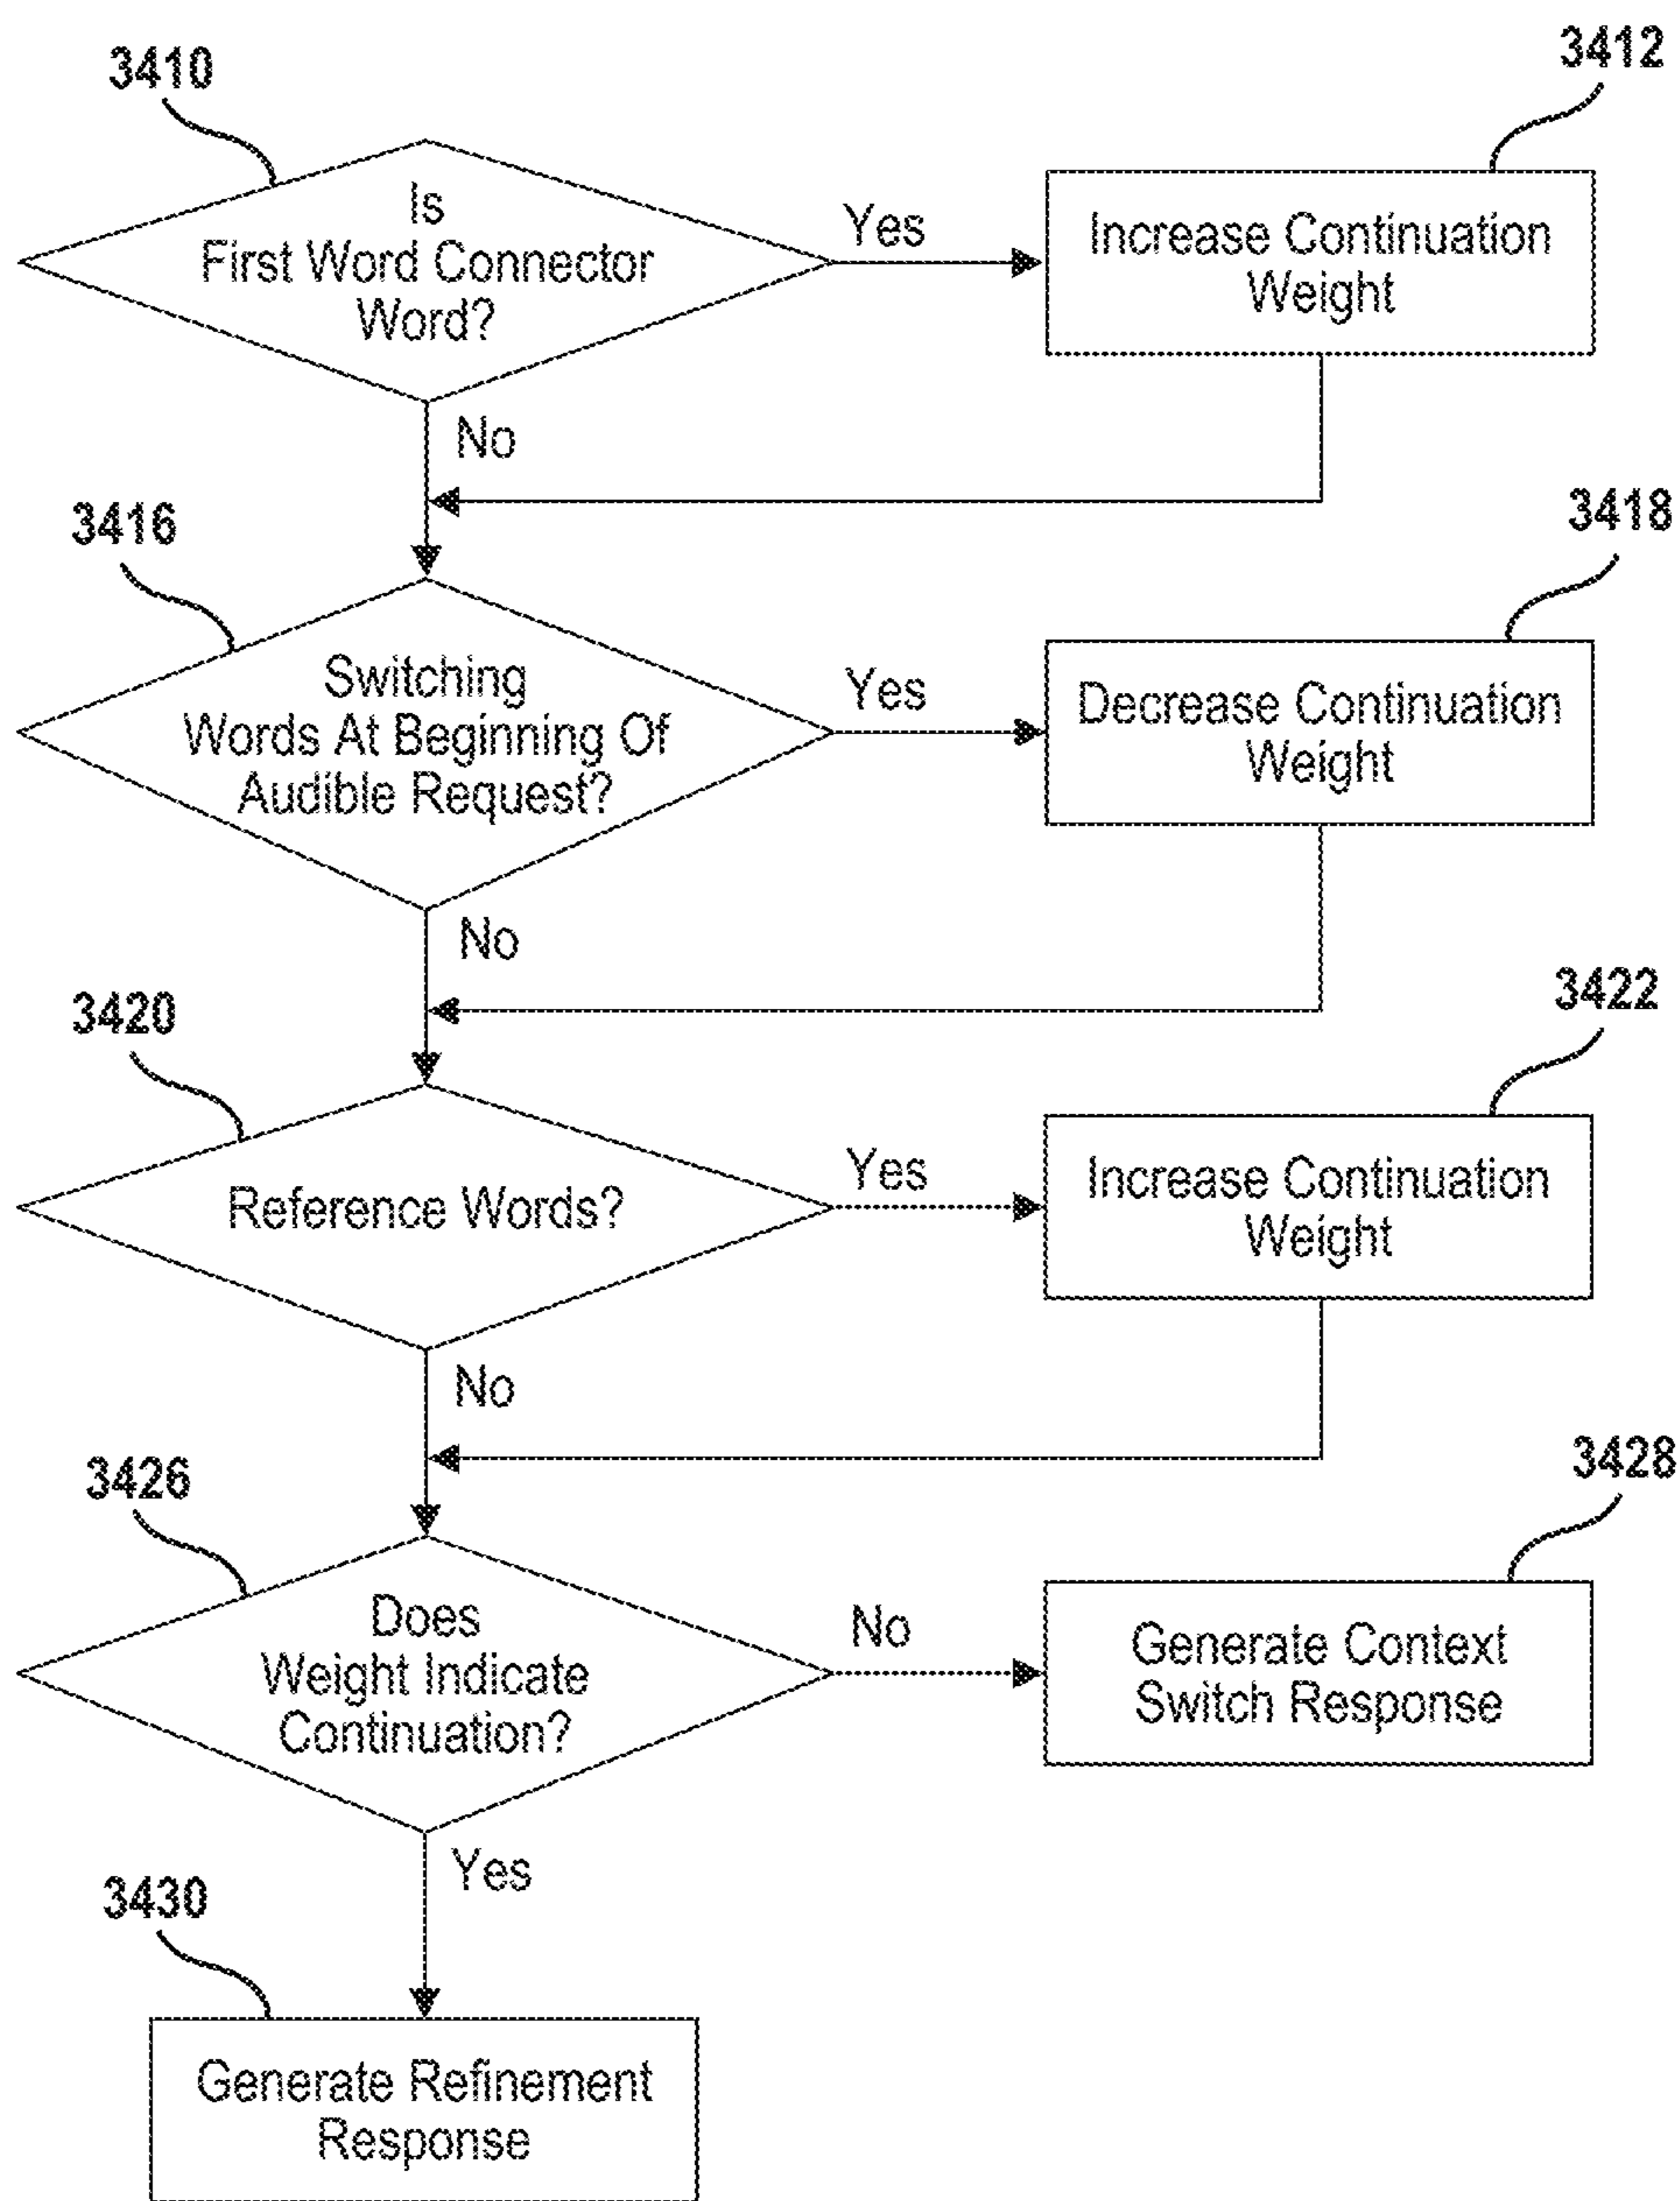 3410
3412
Is
First Word Connector
Word?
Yes
Increase Continuation
Weight
No
3416
3418
Switching
Words At Beginning Of
Audible Request?
Yes
Decrease Continuation
Weight
No
3420
3422
Reference Words?
Yes
Increase Continuation
Weight
No
3426
3428
Does
Weight Indicate
Continuation?
No
Generate Context
Switch Response
Yes
3430
Generate Refinement
Response